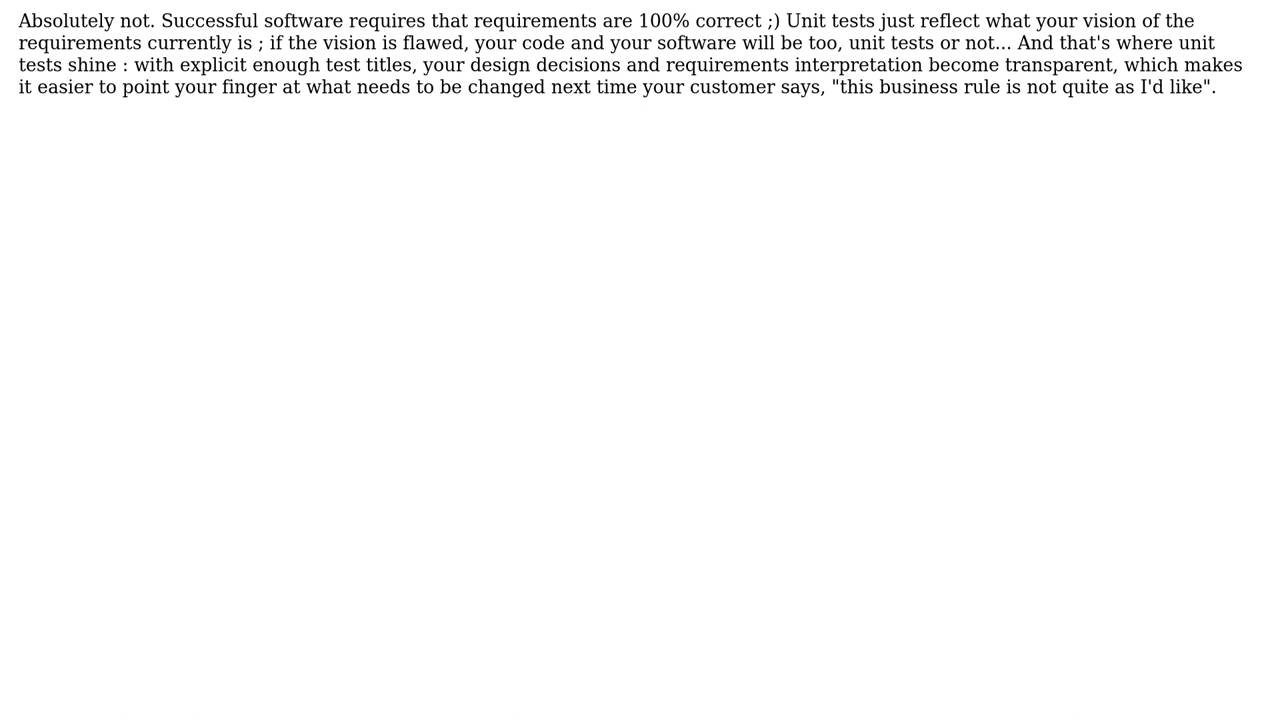 Absolutely not. Successful software requires that requirements are 100% correct ;) Unit tests just reflect what your vision of the
requirements currently is ; if the vision is flawed, your code and your software will be too, unit tests or not... And that's where unit
tests shine : with explicit enough test titles, your design decisions and requirements interpretation become transparent, which makes
it easier to point your finger at what needs to be changed next time your customer says, "this business rule is not quite as I'd like".